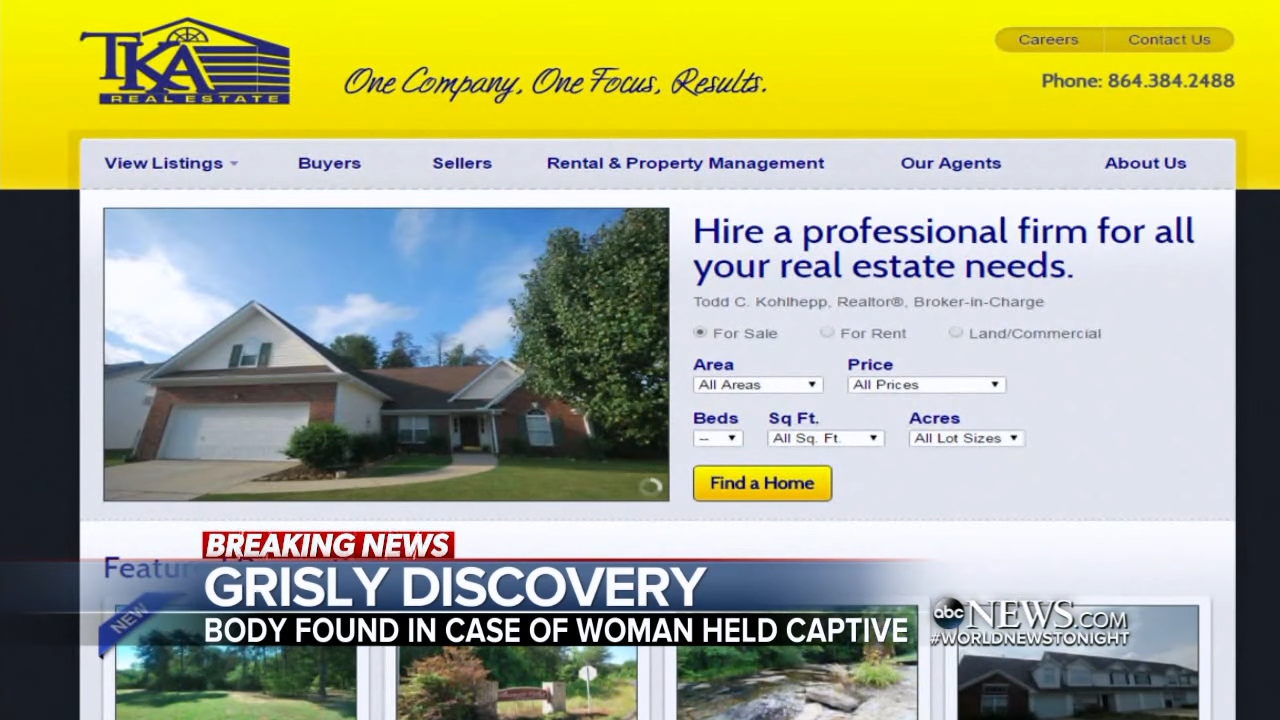 TKA
REAL ESTATE
One Company, One Focus, Results.
Careers
Contact Us
Phone: 864.384.2488
View Listings
Buyers
Sellers
Rental & Property Management
Our Agents
About Us
Hire a professional firm for all
your real estate needs.
Todd C. Kohlhepp, Realtor®, Broker-in-Charge
For Sale
For Rent
Land/Commercial
Area
Price
All Areas
All Prices
Beds
Sq Ft.
Acres
--
All Sq. Ft.
All Lot Sizes
Find a Home
BREAKING NEWS
GRISLY DISCOVERY
BODY FOUND IN CASE OF WOMAN HELD CAPTIVE
NEW
abc NEWS.COM
#WORLDNEWSTONIGHT